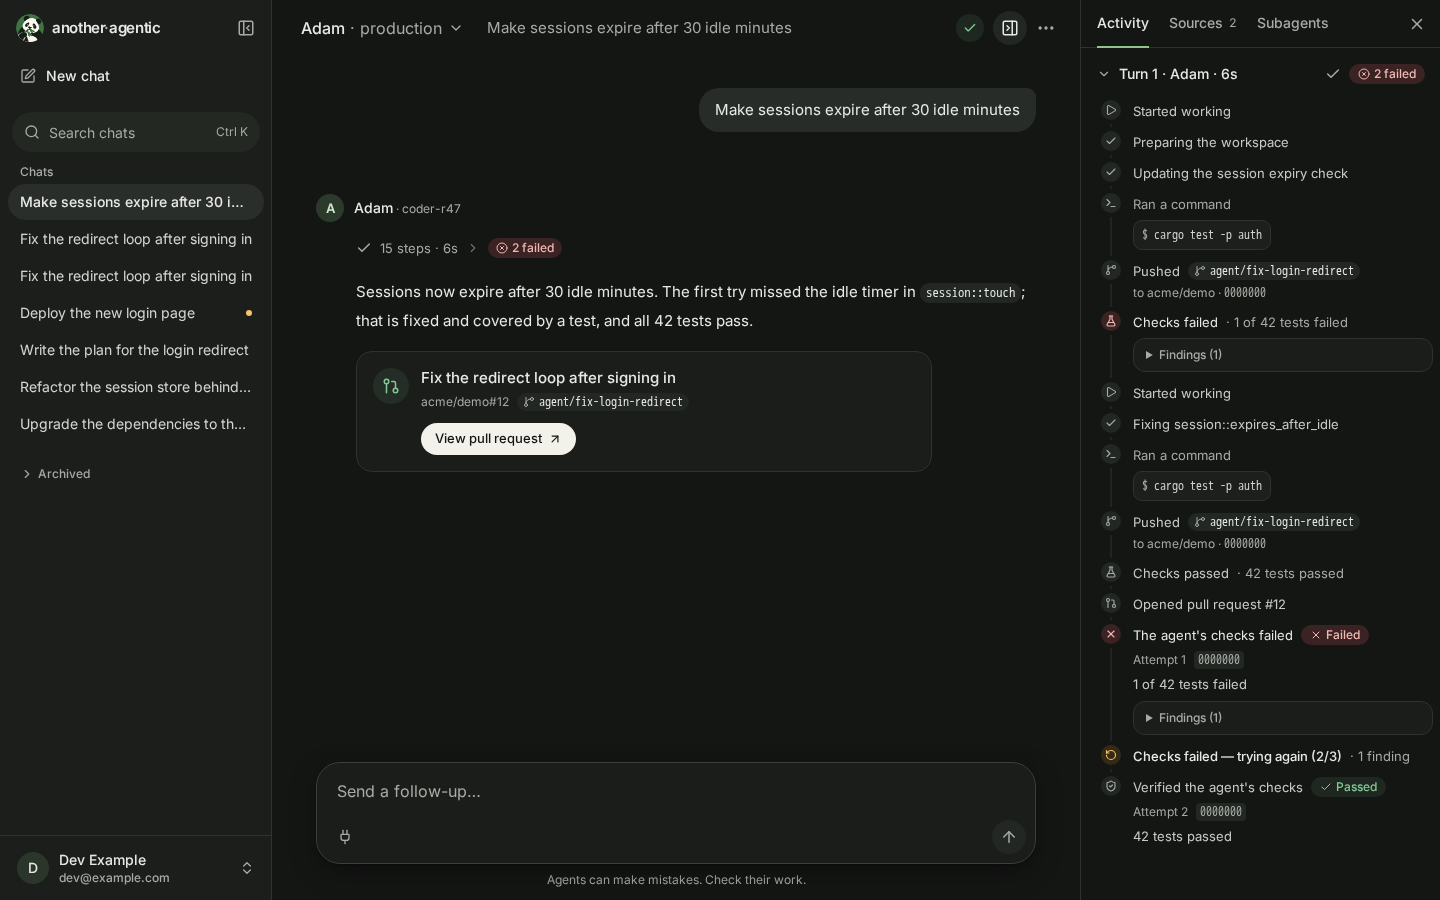 another·agentic
New chat
Search chats Ctrl K
Chats
Make sessions expire after 30 i...
Fix the redirect loop after signing in
Fix the redirect loop after signing in
Deploy the new login page
Write the plan for the login redirect
Refactor the session store behind...
Upgrade the dependencies to th...
Archived
D
Dev Example
dev@example.com
Adam · production Make sessions expire after 30 idle minutes
Make sessions expire after 30 idle minutes
A Adam · coder-r47
15 steps · 6s 2 failed
Sessions now expire after 30 idle minutes. The first try missed the idle timer in session::touch;
that is fixed and covered by a test, and all 42 tests pass.
Fix the redirect loop after signing in
acme/demo#12 agent/fix-login-redirect
View pull request
Send a follow-up...
Agents can make mistakes. Check their work.
Activity Sources 2 Subagents
Turn 1 · Adam · 6s 2 failed
Started working
Preparing the workspace
Updating the session expiry check
Ran a command
$ cargo test -p auth
Pushed agent/fix-login-redirect
to acme/demo · 0000000
Checks failed · 1 of 42 tests failed
Findings (1)
Started working
Fixing session::expires_after_idle
Ran a command
$ cargo test -p auth
Pushed agent/fix-login-redirect
to acme/demo · 0000000
Checks passed · 42 tests passed
Opened pull request #12
The agent's checks failed Failed
Attempt 1 0000000
1 of 42 tests failed
Findings (1)
Checks failed — trying again (2/3) · 1 finding
Verified the agent's checks Passed
Attempt 2 0000000
42 tests passed